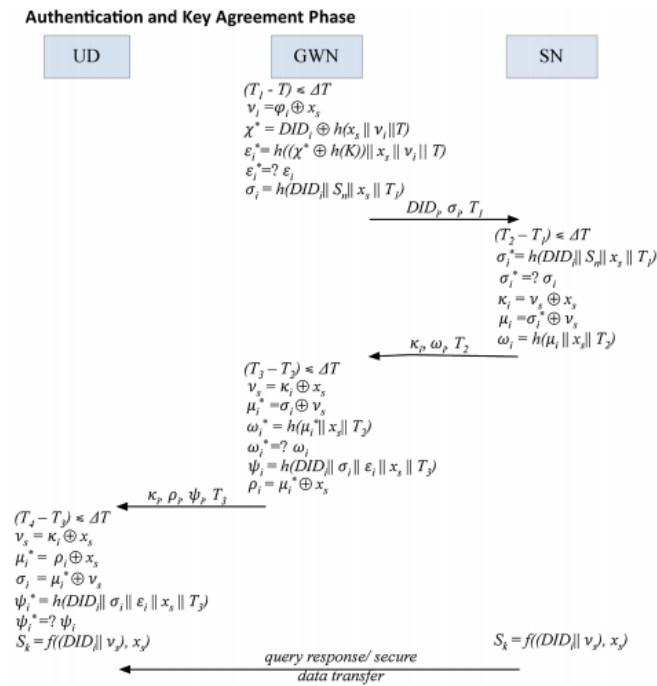 Authentication and Key Agreement Phase
UD
GWN
SN
(T₁ - T) ≤ ΔT
νᵢ =φᵢ⊕ xₛ
χ* = DIDᵢ ⊕ h(xₛ || νᵢ ||T)
εᵢ*= h((χ* ⊕ h(K))|| xₛ || νᵢ || T)
εᵢ*=? εᵢ
σᵢ = h(DIDᵢ|| Sₙ|| xₛ || T₁)
DIDᵢ, σᵢ, T₁
(T₂ – T₁) ≤ ΔT
σᵢ*= h(DIDᵢ|| Sₙ|| xₛ || T₁)
σᵢ* =? σᵢ
κᵢ = νₛ ⊕ xₛ
μᵢ =σᵢ*⊕ νₛ
ωᵢ = h(μᵢ || xₛ|| T₂)
κᵢ, ωᵢ, T₂
(T₃ – T₂) ≤ ΔT
νₛ = κᵢ ⊕ xₛ
μᵢ* =σᵢ⊕ νₛ
ωᵢ* = h(μᵢ*|| xₛ|| T₂)
ωᵢ*=? ωᵢ
ψᵢ = h(DIDᵢ|| σᵢ || εᵢ || xₛ || T₃)
ρᵢ = μᵢ*⊕ xₛ
κᵢ, ρᵢ, ψᵢ, T₃
(T₄ – T₃) ≤ ΔT
νₛ = κᵢ⊕ xₛ
μᵢ* = ρᵢ⊕ xₛ
σᵢ = μᵢ*⊕ νₛ
ψᵢ* = h(DIDᵢ|| σᵢ || εᵢ || xₛ || T₃)
ψᵢ*=? ψᵢ
Sₖ = f((DIDᵢ|| νₛ), xₛ)
Sₖ = f((DIDᵢ|| νₛ), xₛ)
query response/ secure
data transfer